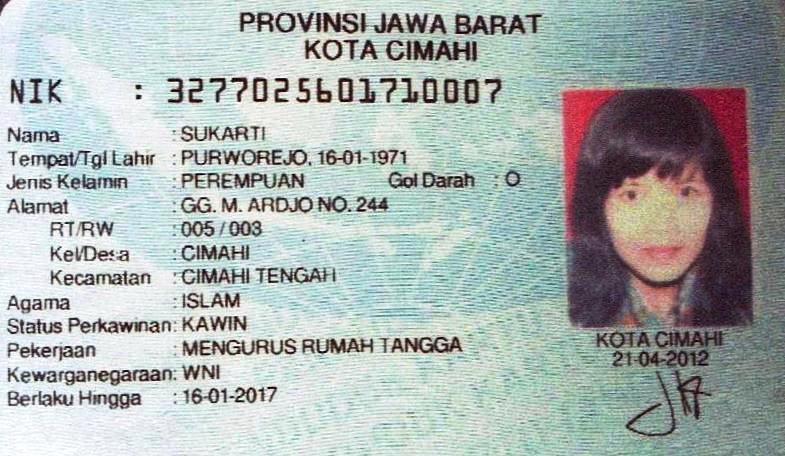 PROVINSI JAWA BARAT
KOTA CIMAHI
NIK : 3277025601710007
Nama : SUKARTI
Tempat/Tgl Lahir : PURWOREJO, 16-01-1971
Jenis Kelamin : PEREMPUAN Gol Darah : O
Alamat : GG. M. ARDJO NO. 244
RT/RW : 005 / 003
Kel/Desa : CIMAHI
Kecamatan : CIMAHI TENGAH
Agama : ISLAM
Status Perkawinan: KAWIN
Pekerjaan : MENGURUS RUMAH TANGGA
Kewarganegaraan: WNI
Berlaku Hingga : 16-01-2017
KOTA CIMAHI
21-04-2012